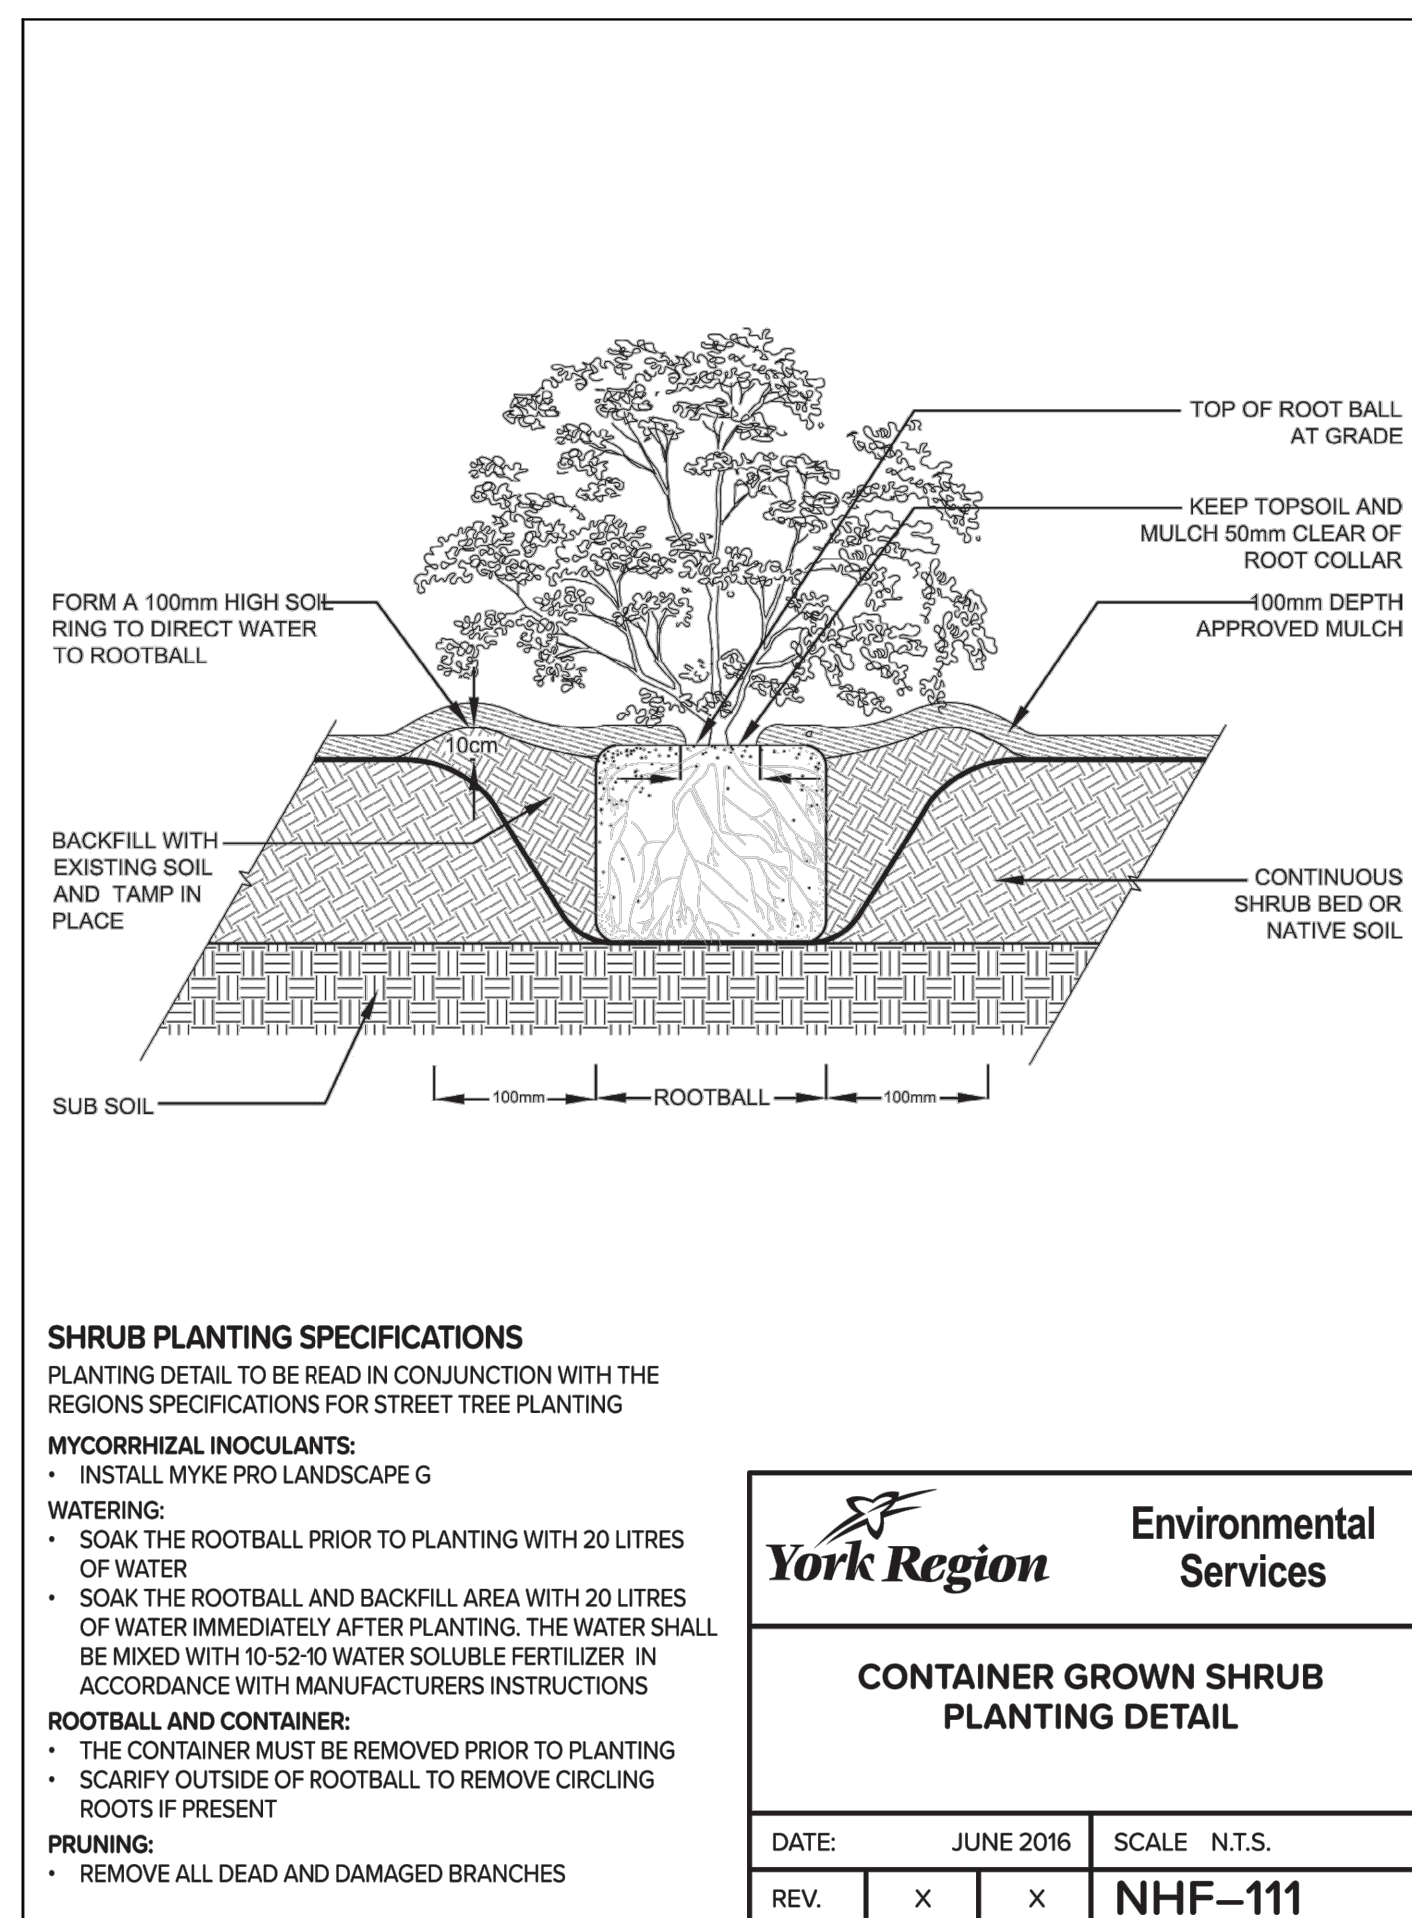 TOP OF ROOT BALL
AT GRADE
KEEP TOPSOIL AND
MULCH 50mm CLEAR OF
ROOT COLLAR
FORM A 100mm HIGH SOIL
RING TO DIRECT WATER
TO ROOTBALL
100mm DEPTH
APPROVED MULCH
10cm
BACKFILL WITH
EXISTING SOIL
AND TAMP IN
PLACE
CONTINUOUS
SHRUB BED OR
NATIVE SOIL
SUB SOIL
100mm
ROOTBALL
100mm
SHRUB PLANTING SPECIFICATIONS
PLANTING DETAIL TO BE READ IN CONJUNCTION WITH THE
REGIONS SPECIFICATIONS FOR STREET TREE PLANTING
MYCORRHIZAL INOCULANTS:
• INSTALL MYKE PRO LANDSCAPE G
WATERING:
• SOAK THE ROOTBALL PRIOR TO PLANTING WITH 20 LITRES
OF WATER
• SOAK THE ROOTBALL AND BACKFILL AREA WITH 20 LITRES
OF WATER IMMEDIATELY AFTER PLANTING. THE WATER SHALL
BE MIXED WITH 10-52-10 WATER SOLUBLE FERTILIZER IN
ACCORDANCE WITH MANUFACTURERS INSTRUCTIONS
ROOTBALL AND CONTAINER:
• THE CONTAINER MUST BE REMOVED PRIOR TO PLANTING
• SCARIFY OUTSIDE OF ROOTBALL TO REMOVE CIRCLING
ROOTS IF PRESENT
PRUNING:
• REMOVE ALL DEAD AND DAMAGED BRANCHES
York Region
Environmental
Services
CONTAINER GROWN SHRUB
PLANTING DETAIL
DATE: JUNE 2016
SCALE N.T.S.
REV. X X
NHF–111